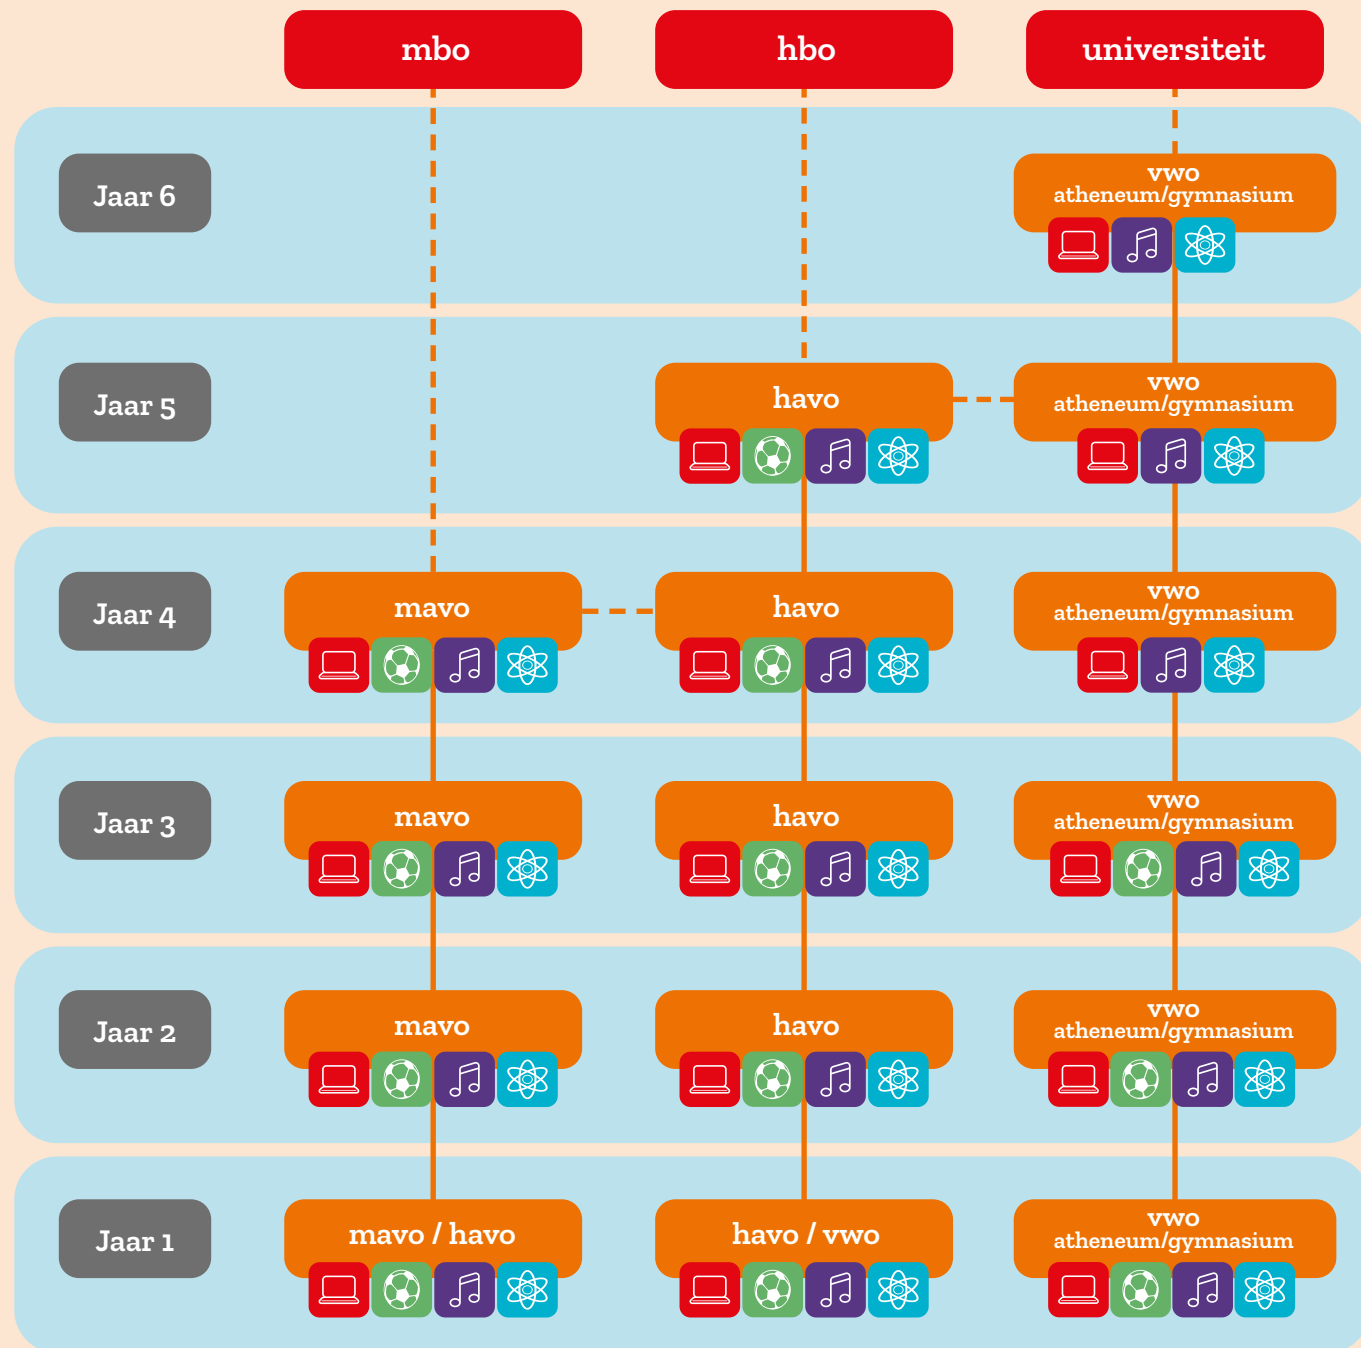 mbo
hbo
universiteit
Jaar 6
vwo
atheneum/gymnasium
Jaar 5
havo
vwo
atheneum/gymnasium
Jaar 4
mavo
havo
vwo
atheneum/gymnasium
Jaar 3
mavo
havo
vwo
atheneum/gymnasium
Jaar 2
mavo
havo
vwo
atheneum/gymnasium
Jaar 1
mavo / havo
havo / vwo
vwo
atheneum/gymnasium